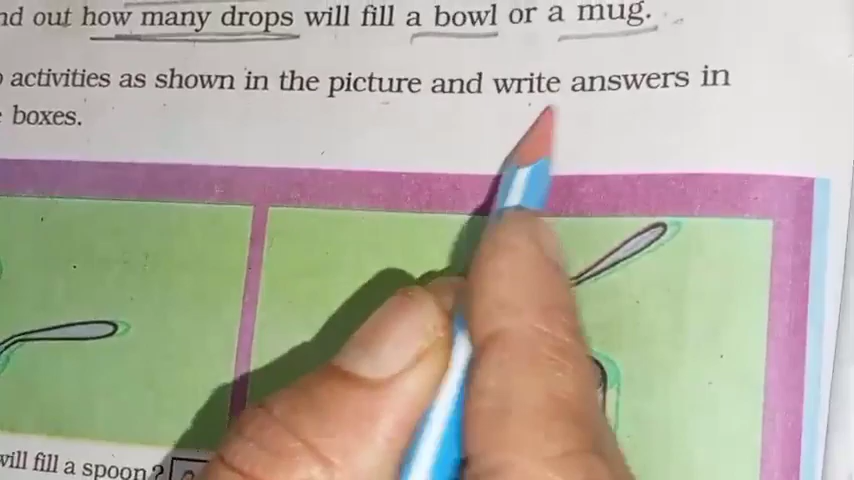 out how many drops will fill a bowl or a mug.
activities as shown in the picture and write answers in
boxes.
will fill a spoon?